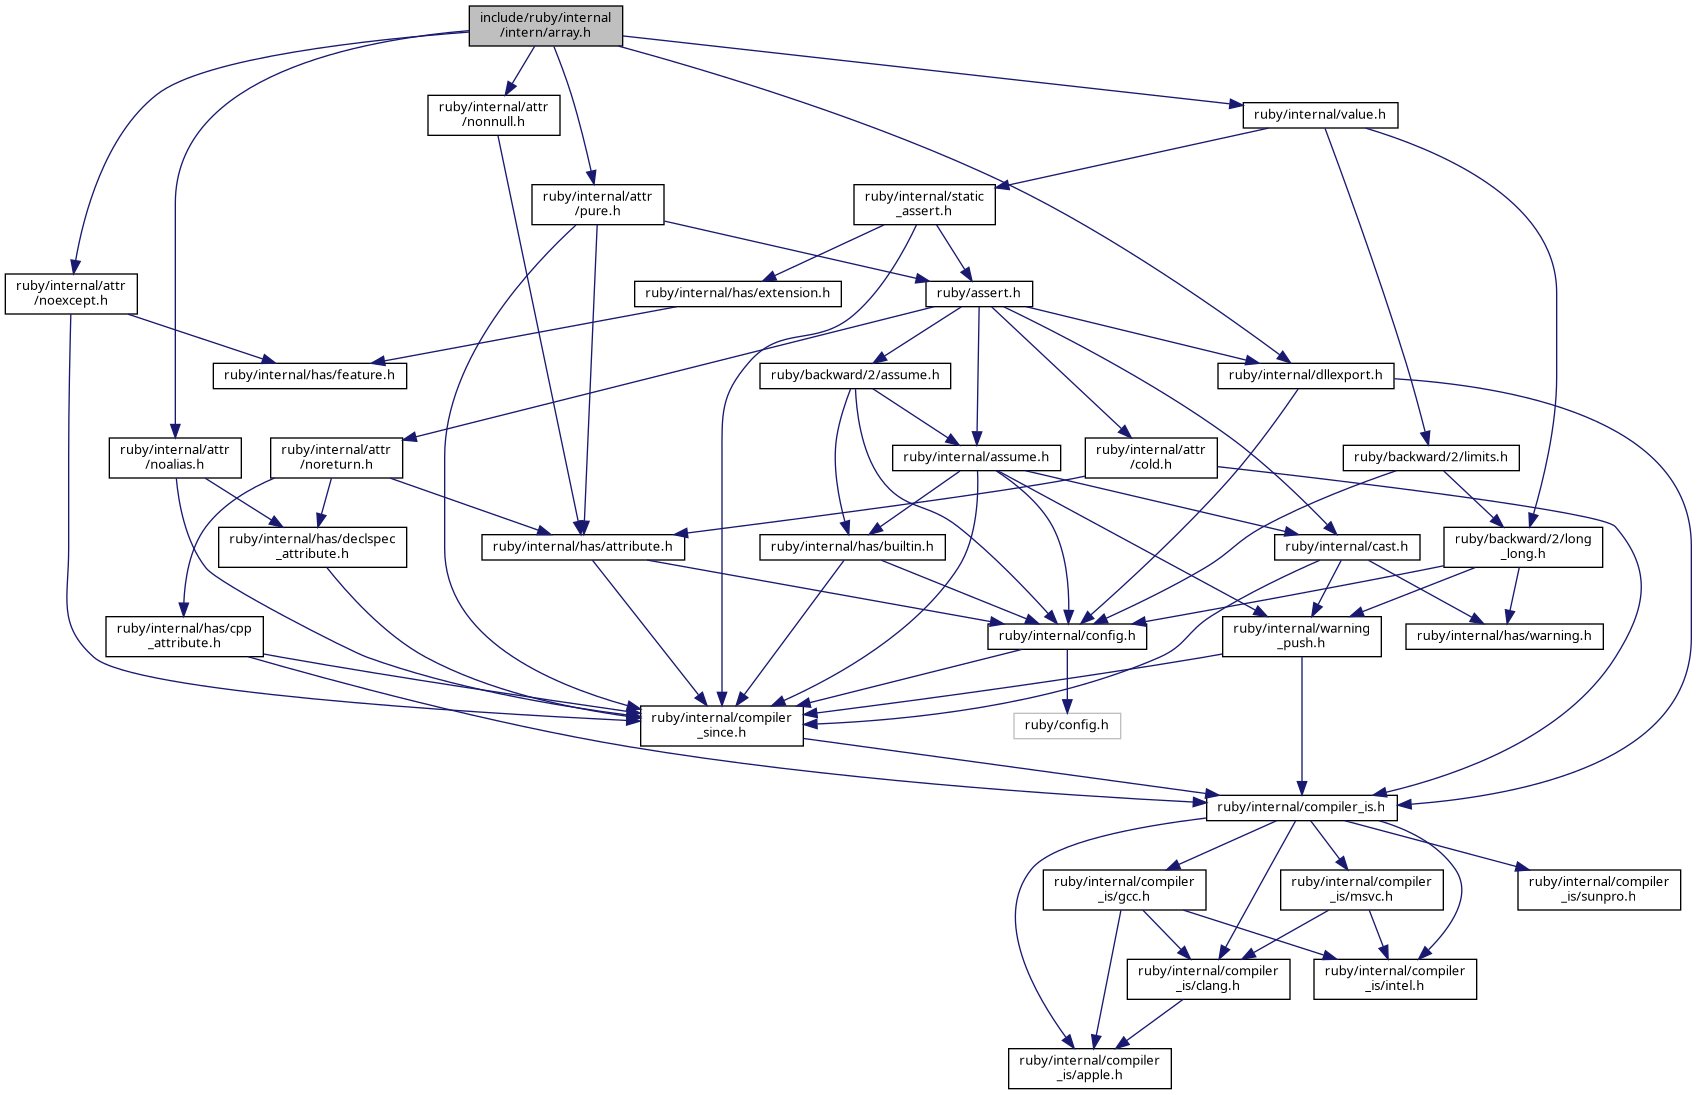 include/ruby/internal
/intern/array.h
ruby/internal/attr
/nonnull.h
ruby/internal/value.h
ruby/internal/attr
/pure.h
ruby/internal/static
_assert.h
ruby/internal/attr
/noexcept.h
ruby/internal/has/extension.h
ruby/assert.h
ruby/internal/has/feature.h
ruby/backward/2/assume.h
ruby/internal/dllexport.h
ruby/internal/attr
/noalias.h
ruby/internal/attr
/noreturn.h
ruby/internal/assume.h
ruby/internal/attr
/cold.h
ruby/backward/2/limits.h
ruby/internal/has/declspec
_attribute.h
ruby/internal/has/attribute.h
ruby/internal/has/builtin.h
ruby/internal/cast.h
ruby/backward/2/long
_long.h
ruby/internal/has/cpp
_attribute.h
ruby/internal/config.h
ruby/internal/warning
_push.h
ruby/internal/has/warning.h
ruby/internal/compiler
_since.h
ruby/config.h
ruby/internal/compiler_is.h
ruby/internal/compiler
_is/gcc.h
ruby/internal/compiler
_is/msvc.h
ruby/internal/compiler
_is/sunpro.h
ruby/internal/compiler
_is/clang.h
ruby/internal/compiler
_is/intel.h
ruby/internal/compiler
_is/apple.h